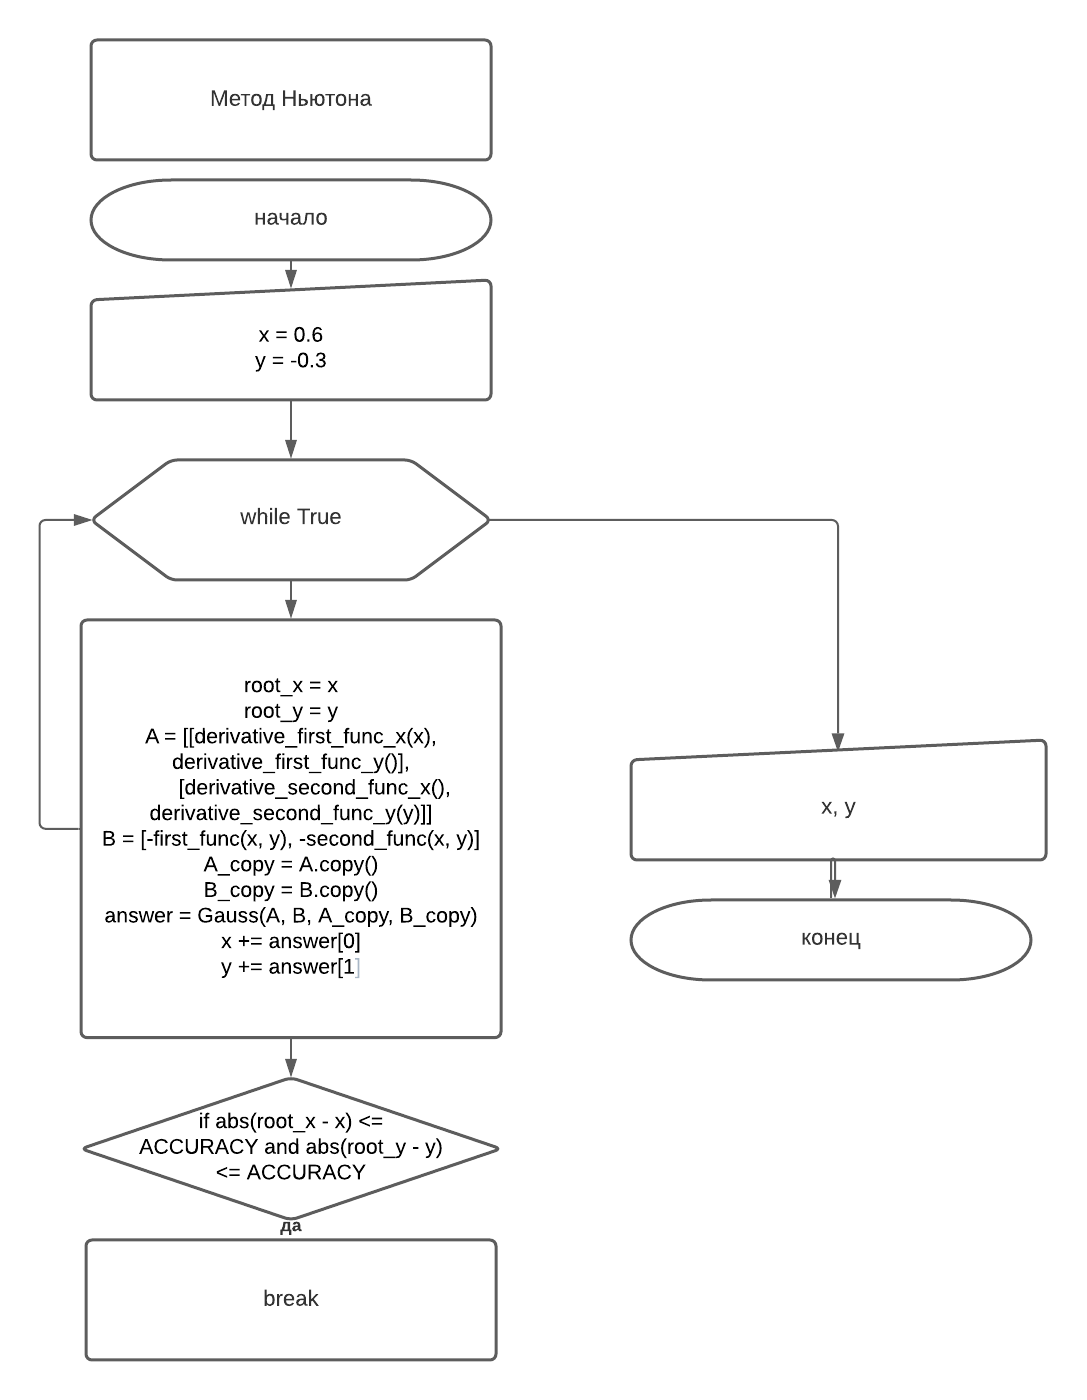 Метод Ньютона
начало
x = 0.6
y = -0.3
while True
root_x = x
root_y = y
A = [[derivative_first_func_x(x),
derivative_first_func_y()],
[derivative_second_func_x(),
derivative_second_func_y(y)]]
B = [-first_func(x, y), -second_func(x, y)]
A_copy = A.copy()
B_copy = B.copy()
answer = Gauss(A, B, A_copy, B_copy)
x += answer[0]
y += answer[1]
if abs(root_x - x) <=
ACCURACY and abs(root_y - y)
<= ACCURACY
да
break
x, y
конец